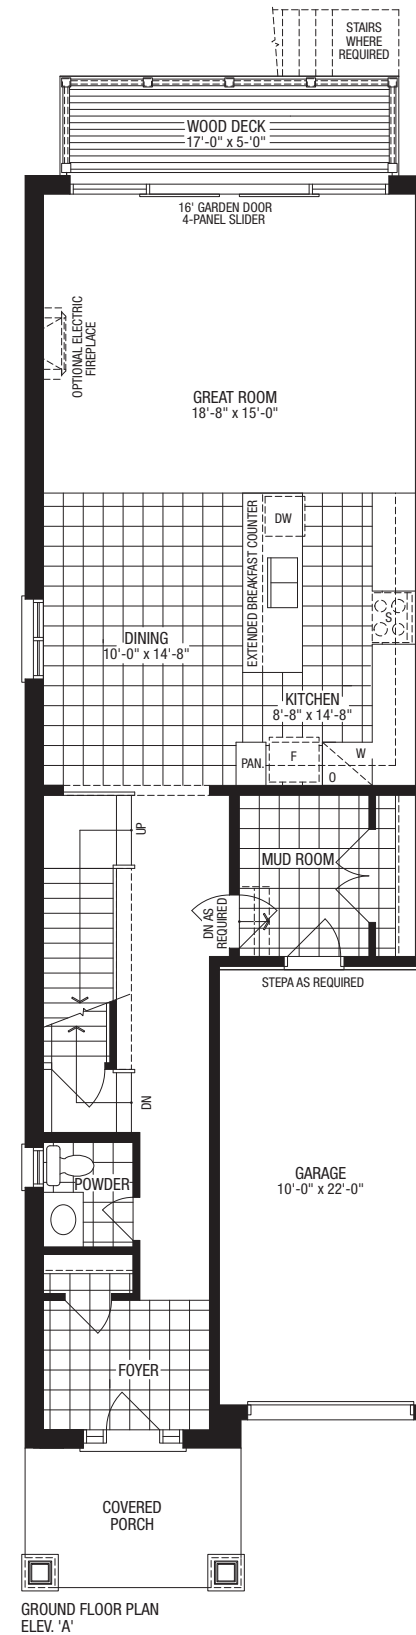 STAIRS
WHERE
REQUIRED
WOOD DECK
17'-0" x 5-'0"
16' GARDEN DOOR
4-PANEL SLIDER
OPTIONAL ELECTRIC
FIREPLACE
GREAT ROOM
18'-8" x 15'-0"
DW
EXTENDED BREAKFAST COUNTER
S
DINING
10'-0" x 14'-8"
KITCHEN
8'-8" x 14'-8"
PAN.
F
W
O
UP
MUD ROOM
DN AS
REQUIRED
STEPA AS REQUIRED
DN
GARAGE
10'-0" x 22'-0"
POWDER
FOYER
COVERED
PORCH
GROUND FLOOR PLAN
ELEV. 'A'